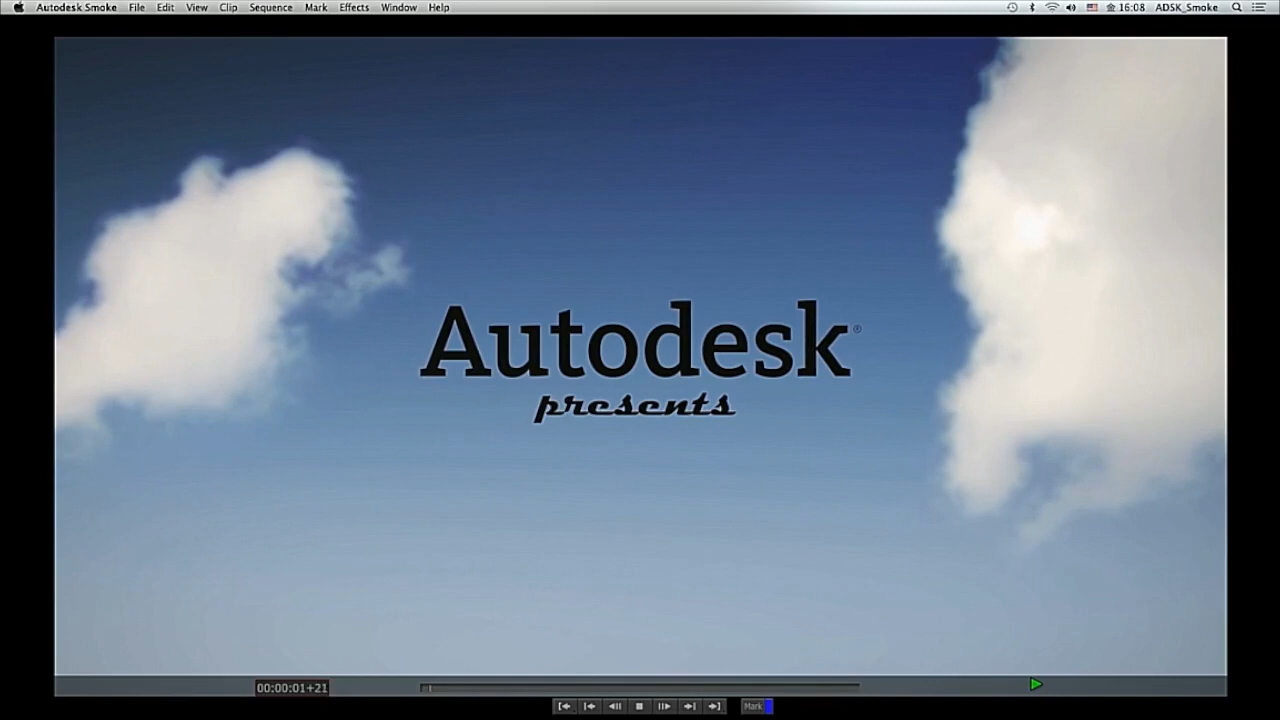 Autodesk Smoke File Edit View Clip Sequence Mark Effects Window Help 金 16:08 ADSK_Smoke
Autodesk®
presents
00:00:01+21
Mark